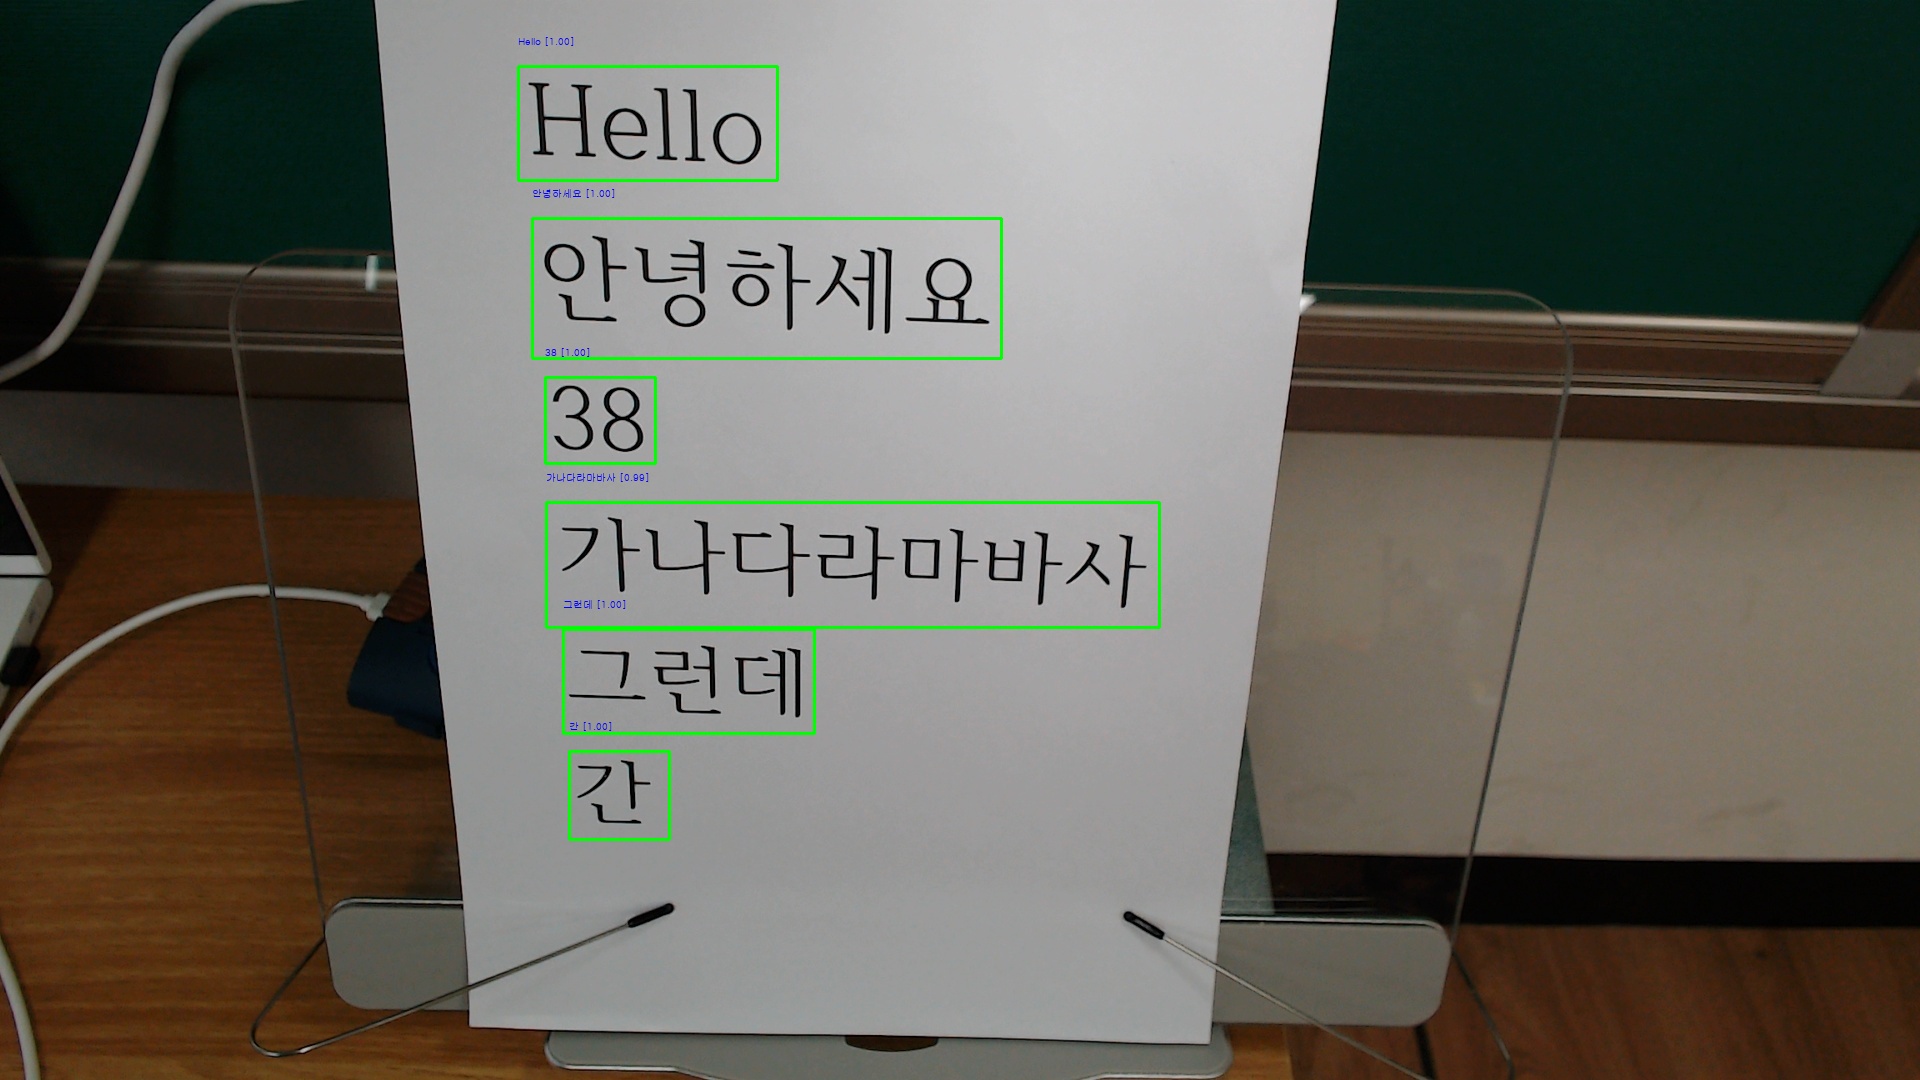 Hello [1.00]
Hello
안녕하세요 [1.00]
안녕하세요
38 [1.00]
38
가나다라마바사 [0.99]
가나다라마바사
그런데 [1.00]
그런데
간 [1.00]
간